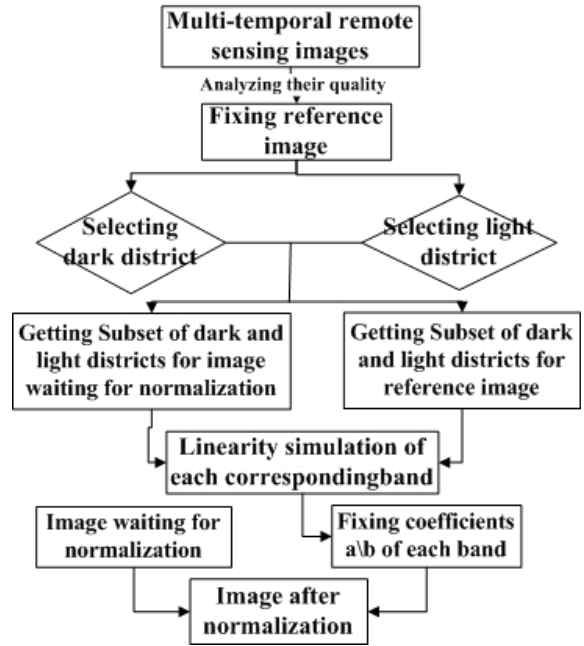 Multi-temporal remote
sensing images
Analyzing their quality
Fixing reference
image
Selecting
dark district
Selecting light
district
Getting Subset of dark and
light districts for image
waiting for normalization
Getting Subset of dark
and light districts for
reference image
Linearity simulation of
each correspondingband
Image waiting for
normalization
Fixing coefficients
a\b of each band
Image after
normalization